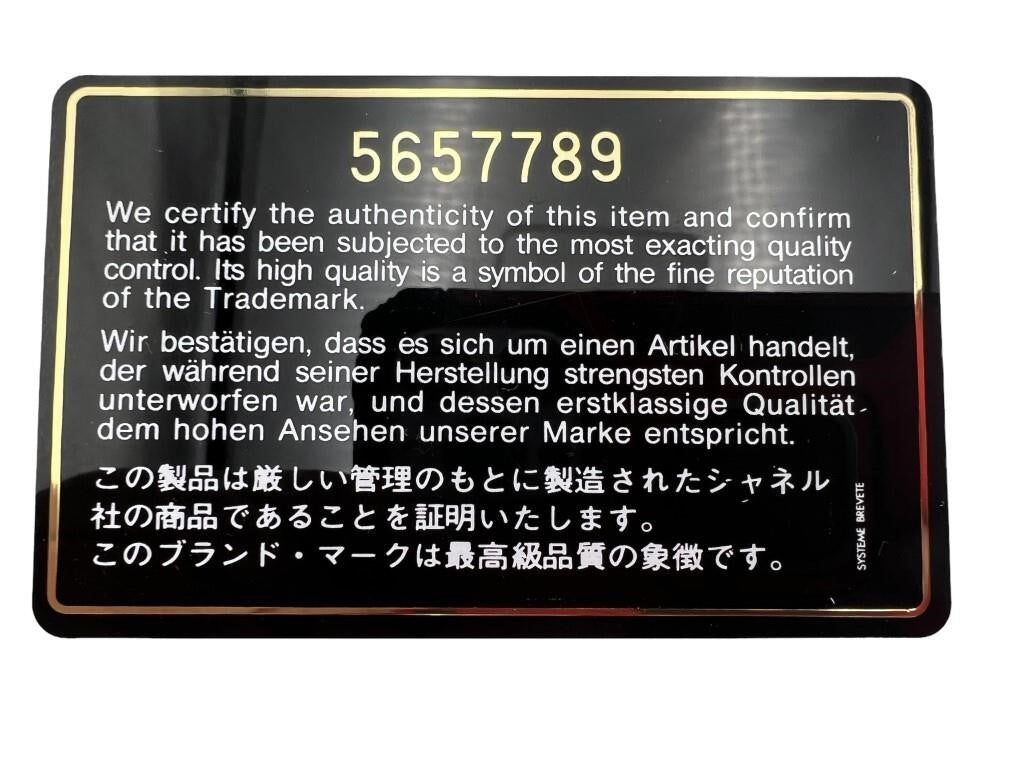 5657789
We certify the authenticity of this item and confirm
that it has been subjected to the most exacting quality
control. Its high quality is a symbol of the fine reputation
of the Trademark.
Wir bestätigen, dass es sich um einen Artikel handelt,
der während seiner Herstellung strengsten Kontrollen
unterworfen war, und dessen erstklassige Qualität
dem hohen Ansehen unserer Marke entspricht.
この製品は厳しい管理のもとに製造されたシャネル
社の商品であることを証明いたします。
このブランド・マークは最高級品質の象徴です。
SYSTEME BREVETE